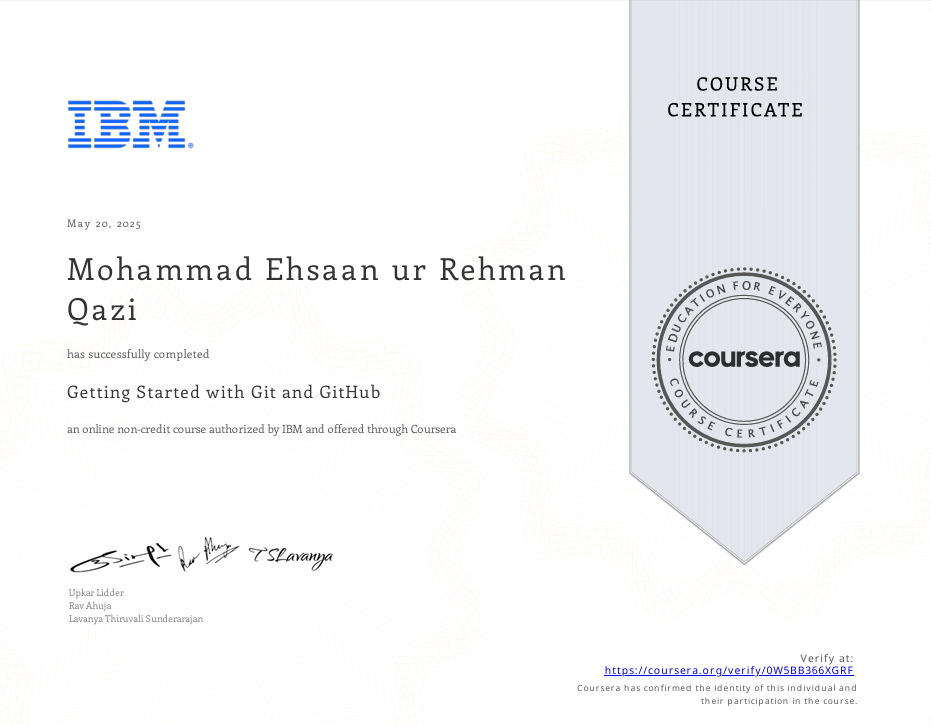 COURSE
CERTIFICATE
IBM®
May 20, 2025
Mohammad Ehsaan ur Rehman
Qazi
has successfully completed
Getting Started with Git and GitHub
an online non-credit course authorized by IBM and offered through Coursera
EDUCATION FOR EVERYONE
coursera
COURSE CERTIFICATE
TSLavanya
Upkar Lidder
Rav Ahuja
Lavanya Thiruvali Sunderarajan
Verify at:
https://coursera.org/verify/0W5BB366XGRF
Coursera has confirmed the identity of this individual and
their participation in the course.